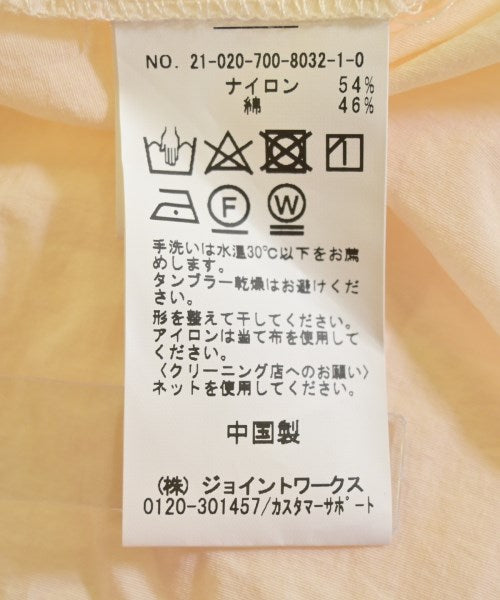 NO. 21-020-700-8032-1-0
ナイロン 54%
綿 46%
F W
手洗いは水温30℃以下をお薦
めします。
タンブラー乾燥はお避けくだ
さい。
形を整えて干してください。
アイロンは当て布を使用して
ください。
〈クリーニング店へのお願い〉
ネットを使用してください。
中国製
(株) ジョイントワークス
0120-301457/カスタマーサポート